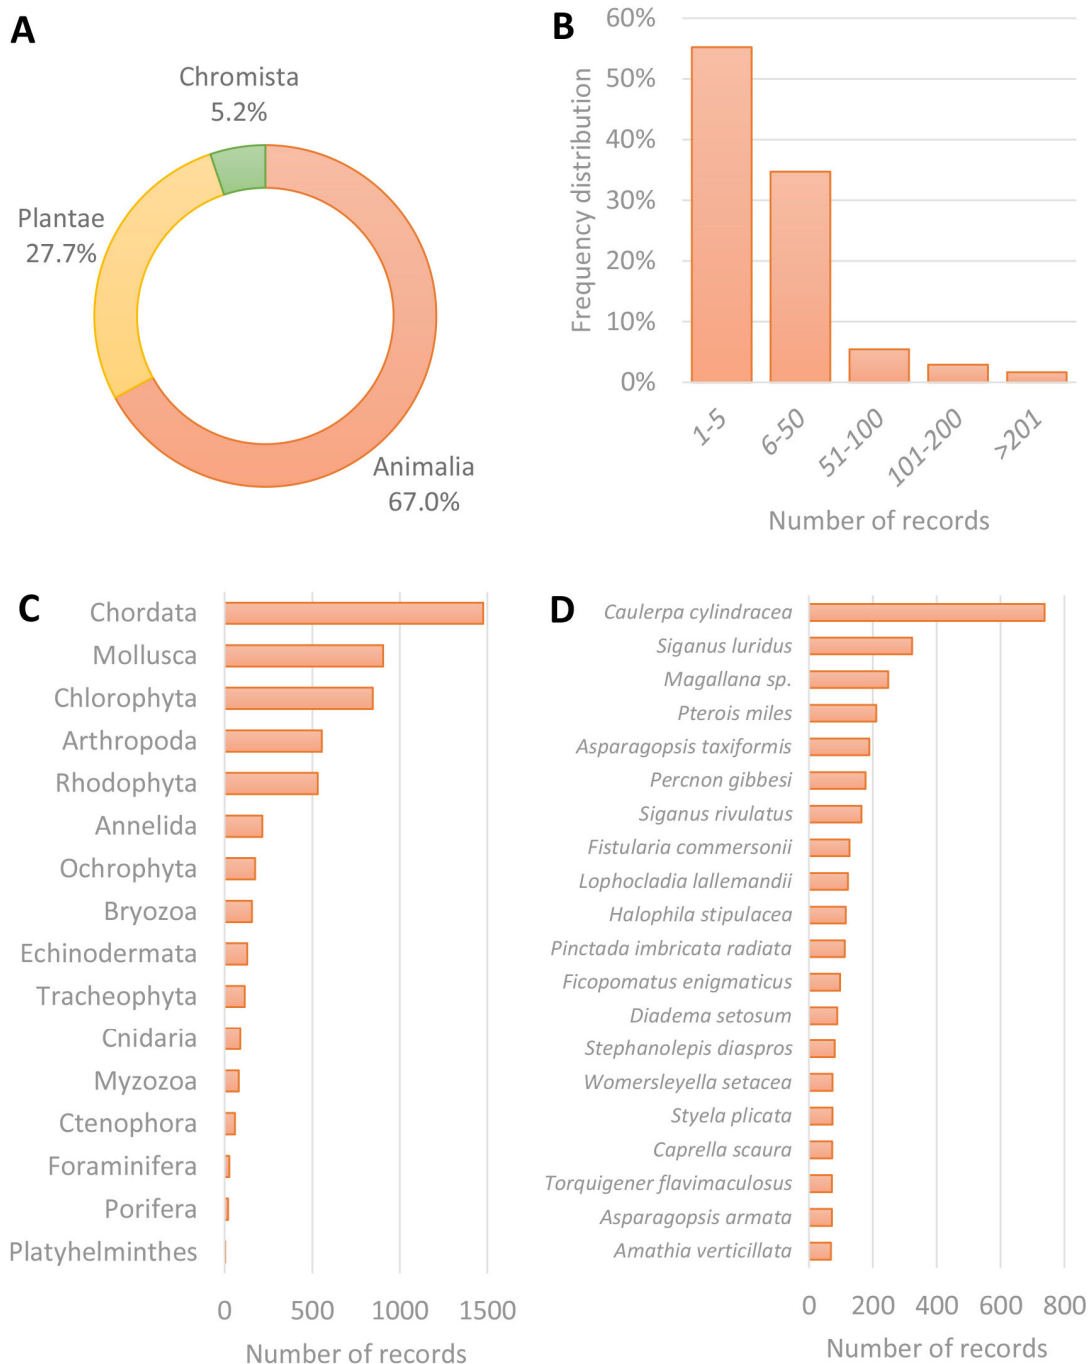 A
Chromista
5.2%
Plantae
27.7%
Animalia
67.0%
B
Frequency distribution
60%
50%
40%
30%
20%
10%
0%
1-5
6-50
51-100
101-200
>201
Number of records
C
Chordata
Mollusca
Chlorophyta
Arthropoda
Rhodophyta
Annelida
Ochrophyta
Bryozoa
Echinodermata
Tracheophyta
Cnidaria
Myzozoa
Ctenophora
Foraminifera
Porifera
Platyhelminthes
0
500
1000
1500
Number of records
D
Caulerpa cylindracea
Siganus luridus
Magallana sp.
Pterois miles
Asparagopsis taxiformis
Percnon gibbesi
Siganus rivulatus
Fistularia commersonii
Lophocladia lallemandii
Halophila stipulacea
Pinctada imbricata radiata
Ficopomatus enigmaticus
Diadema setosum
Stephanolepis diaspros
Womersleyella setacea
Styela plicata
Caprella scaura
Torquigener flavimaculosus
Asparagopsis armata
Amathia verticillata
0
200
400
600
800
Number of records